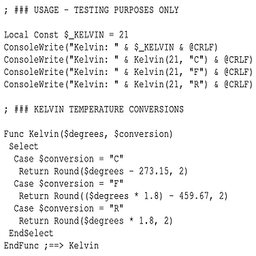 ; ### USAGE - TESTING PURPOSES ONLY
Local Const $_KELVIN = 21
ConsoleWrite("Kelvin: " & $_KELVIN & @CRLF)
ConsoleWrite("Kelvin: " & Kelvin(21, "C") & @CRLF)
ConsoleWrite("Kelvin: " & Kelvin(21, "F") & @CRLF)
ConsoleWrite("Kelvin: " & Kelvin(21, "R") & @CRLF)
; ### KELVIN TEMPERATURE CONVERSIONS
Func Kelvin($degrees, $conversion)
Select
Case $conversion = "C"
Return Round($degrees - 273.15, 2)
Case $conversion = "F"
Return Round(($degrees * 1.8) - 459.67, 2)
Case $conversion = "R"
Return Round($degrees * 1.8, 2)
EndSelect
EndFunc ;==> Kelvin